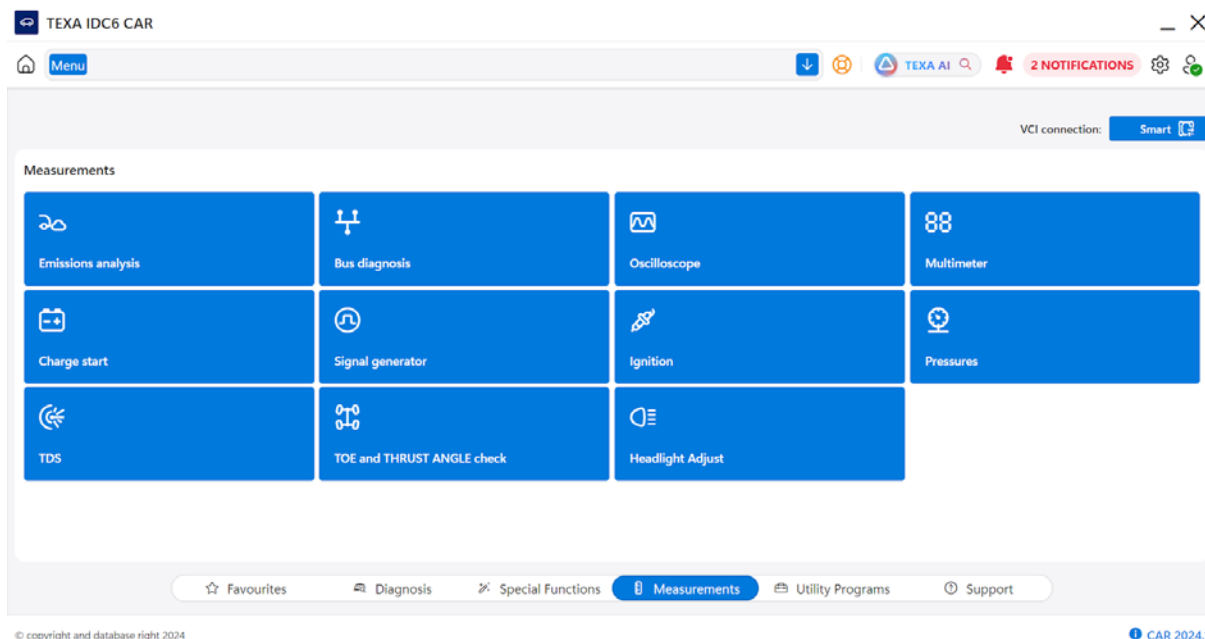 TEXA IDC6 CAR
Menu
TEXA AI
2 NOTIFICATIONS
VCI connection:
Smart
Measurements
Emissions analysis
Bus diagnosis
Oscilloscope
88
Multimeter
Charge start
Signal generator
Ignition
Pressures
TDS
TOE and THRUST ANGLE check
Headlight Adjust
Favourites
Diagnosis
Special Functions
Measurements
Utility Programs
Support
© copyright and database right 2024
CAR 2024.